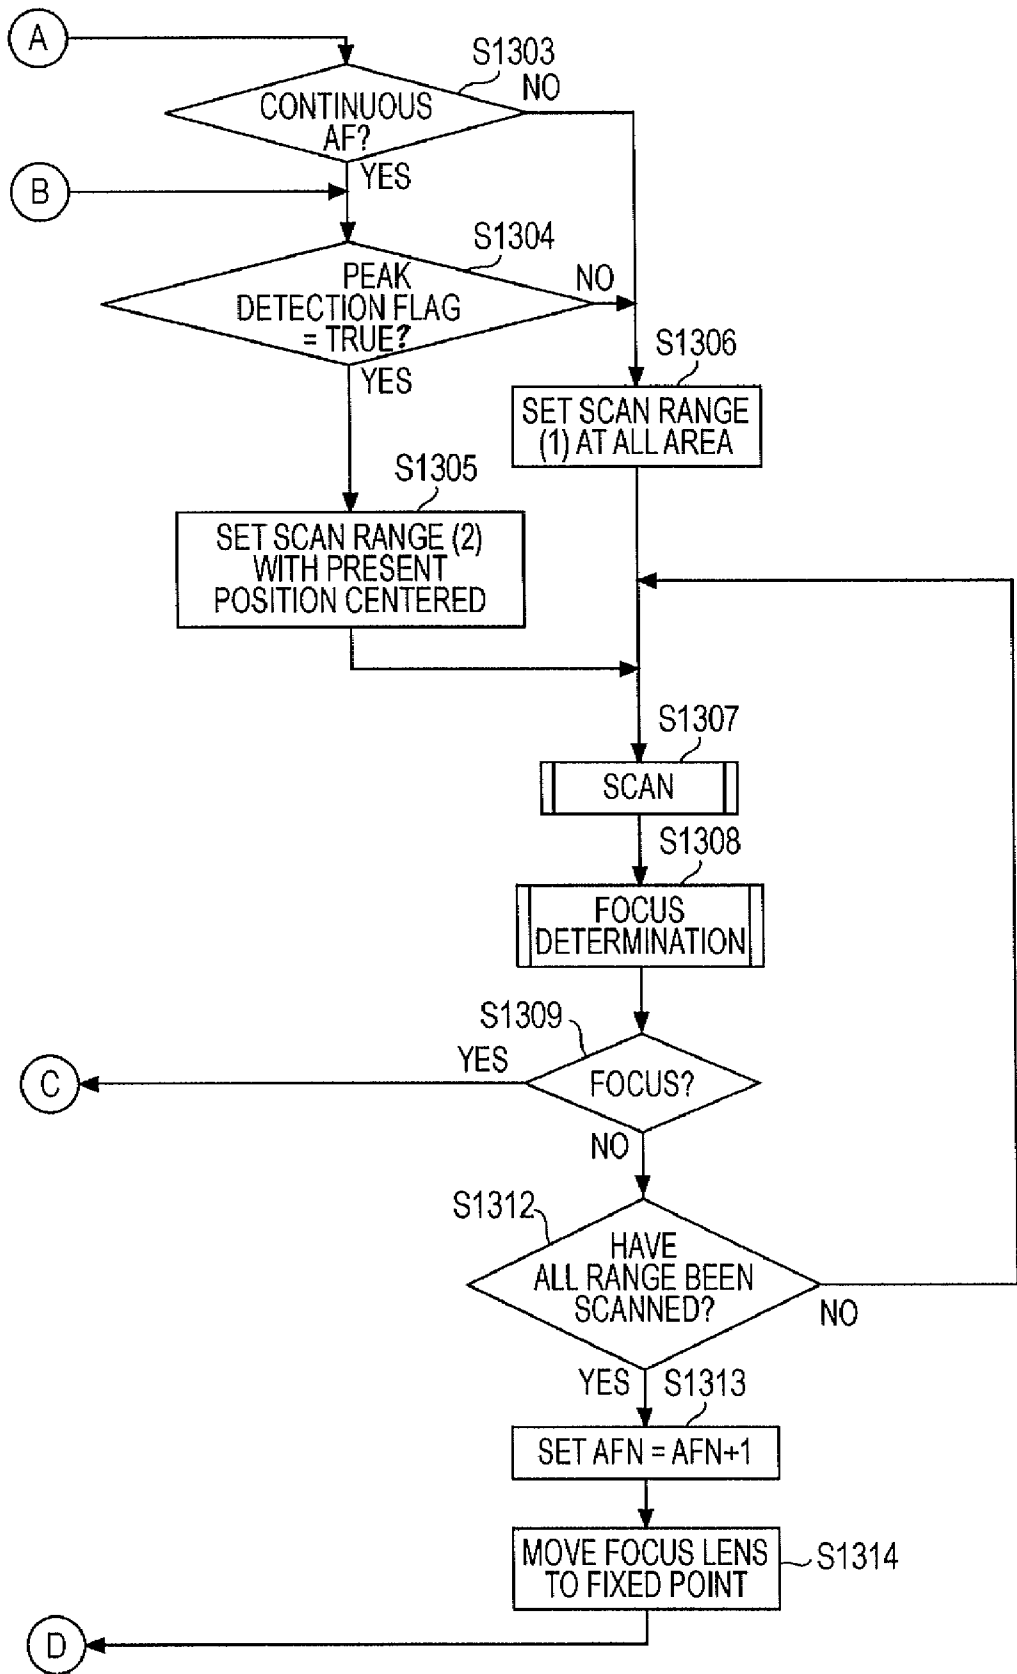 A
S1303
NO
CONTINUOUS
AF?
YES
B
S1304
NO
PEAK
DETECTION FLAG
= TRUE?
YES
S1306
SET SCAN RANGE
(1) AT ALL AREA
S1305
SET SCAN RANGE (2)
WITH PRESENT
POSITION CENTERED
S1307
SCAN
S1308
FOCUS
DETERMINATION
S1309
YES
C
FOCUS?
NO
S1312
HAVE
ALL RANGE BEEN
SCANNED?
NO
YES
S1313
SET AFN = AFN+1
MOVE FOCUS LENS
TO FIXED POINT
S1314
D